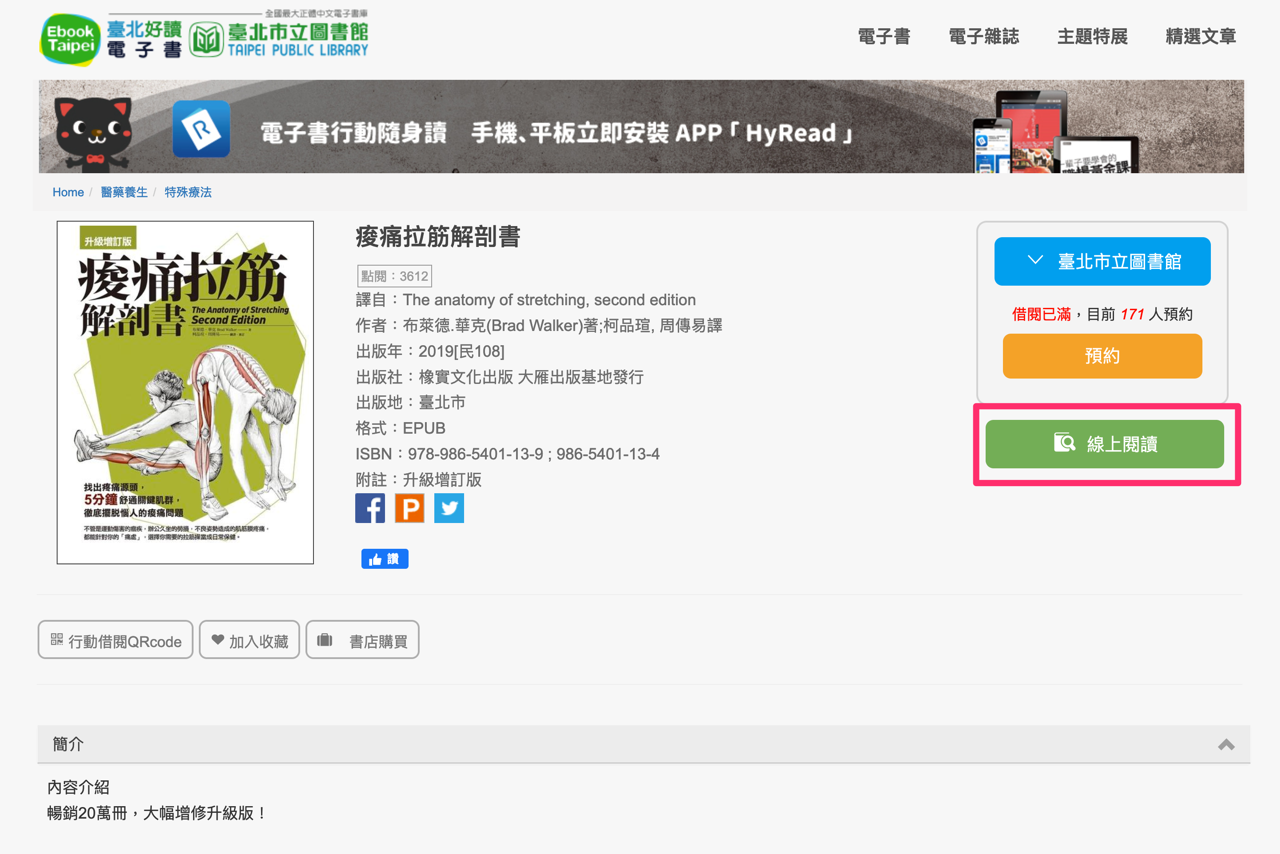 全國最大正體中文電子書庫
Ebook Taipei
臺北好讀
電子書
臺北市立圖書館
TAIPEI PUBLIC LIBRARY
電子書
電子雜誌
主題特展
精選文章
R
電子書行動隨身讀 手機、平板立即安裝 APP「 HyRead 」
Home / 醫藥養生 / 特殊療法
升級增訂版
痠痛拉筋
解剖書
The Anatomy of Stretching
Second Edition
找出疼痛源頭,
5分鐘舒通關鍵肌群,
徹底擺脫惱人的痠痛問題
痠痛拉筋解剖書
點閱:3612
譯自:The anatomy of stretching, second edition
作者:布萊德.華克(Brad Walker)著;柯品瑄, 周傳易譯
出版年:2019[民108]
出版社:橡實文化出版 大雁出版基地發行
出版地:臺北市
格式:EPUB
ISBN:978-986-5401-13-9 ; 986-5401-13-4
附註:升級增訂版
讚
臺北市立圖書館
借閱已滿,目前 171 人預約
預約
線上閱讀
行動借閱QRcode
加入收藏
書店購買
簡介
內容介紹
暢銷20萬冊,大幅增修升級版!